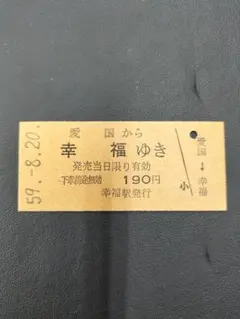 59.-8.20.
愛国から
幸福ゆき
発売当日限り有効
下車前途無効 190円
幸福駅発行
小
愛国
↓
幸福